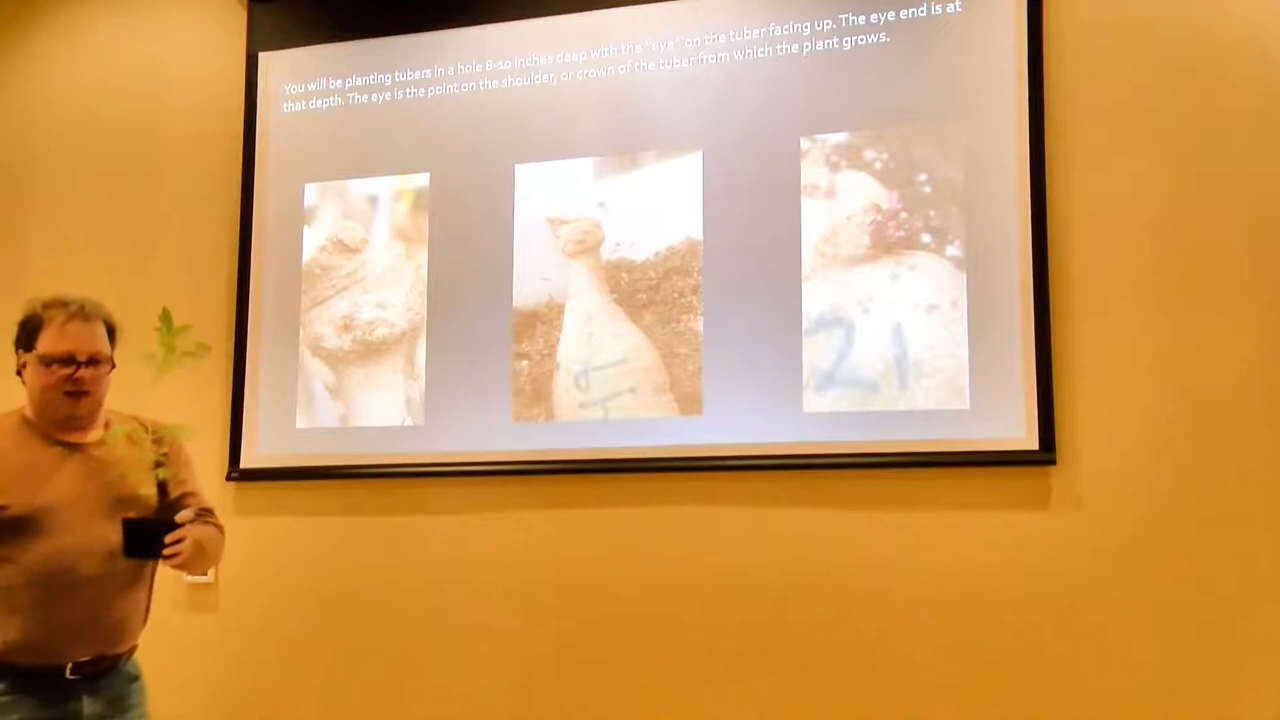 You will be planting tubers in a hole 8-10 inches deap with the "eye" on the tuber facing up. The eye end is at
that depth. The eye is the point on the shoulder, or crown of the tuber from which the plant grows.
21